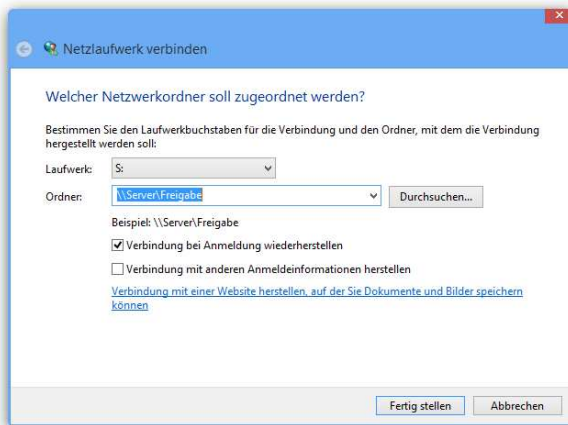 Netzlaufwerk verbinden
Welcher Netzwerkordner soll zugeordnet werden?
Bestimmen Sie den Laufwerkbuchstaben für die Verbindung und den Ordner, mit dem die Verbindung
hergestellt werden soll:
Laufwerk: S:
Ordner: \\Server\Freigabe Durchsuchen...
Beispiel: \\Server\Freigabe
Verbindung bei Anmeldung wiederherstellen
Verbindung mit anderen Anmeldeinformationen herstellen
Verbindung mit einer Website herstellen, auf der Sie Dokumente und Bilder speichern
können
Fertig stellen Abbrechen